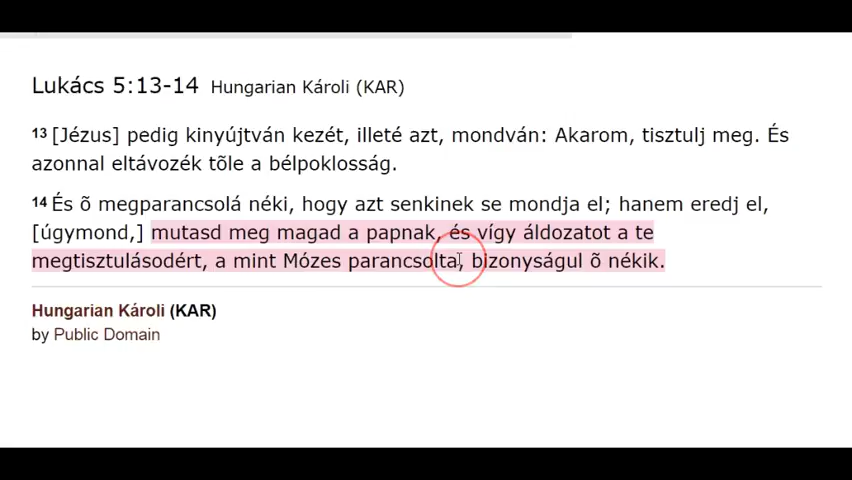 Lukács 5:13-14 Hungarian Károli (KAR)
13 [Jézus] pedig kinyújtván kezét, illeté azt, mondván: Akarom, tisztulj meg. És
azonnal eltávozék tõle a bélpoklosság.
14 És õ megparancsolá néki, hogy azt senkinek se mondja el; hanem eredj el,
[úgymond,] mutasd meg magad a papnak, és vígy áldozatot a te
megtisztulásodért, a mint Mózes parancsolta, bizonyságul õ nékik.
Hungarian Károli (KAR)
by Public Domain